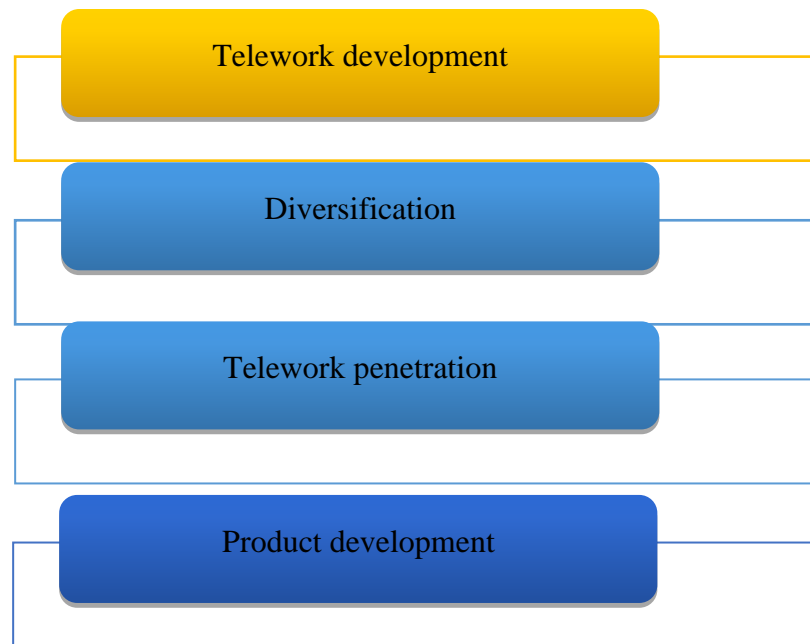 Telework development
Diversification
Telework penetration
Product development